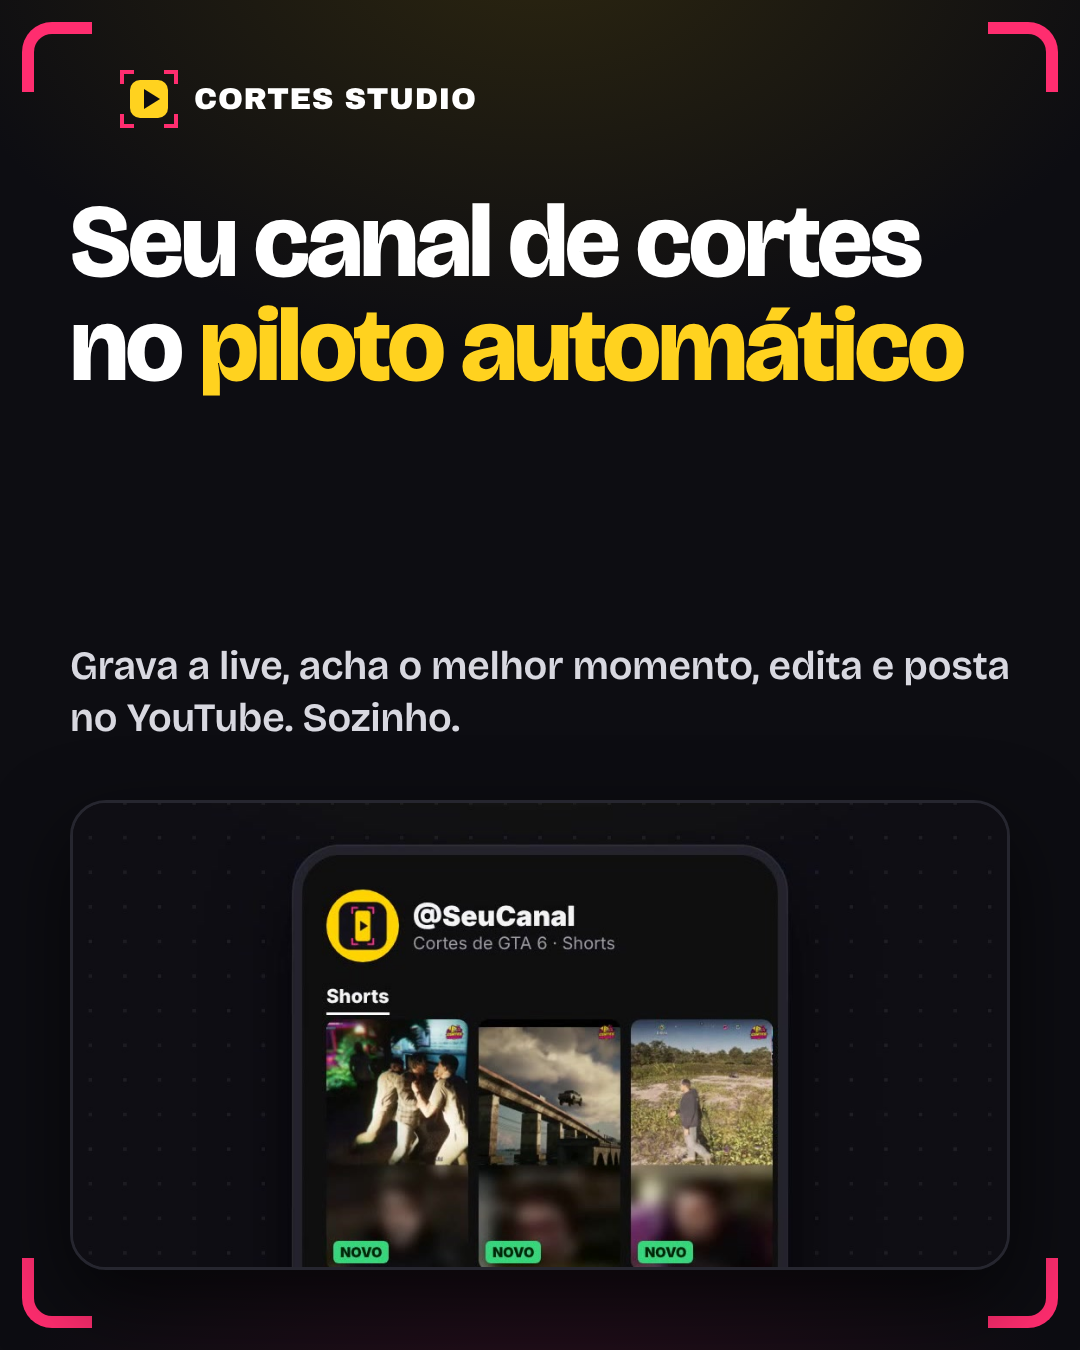 CORTES STUDIO
Seu canal de cortes
no piloto automático
Grava a live, acha o melhor momento, edita e posta
no YouTube. Sozinho.
@SeuCanal
Cortes de GTA 6 · Shorts
Shorts
NOVO NOVO NOVO